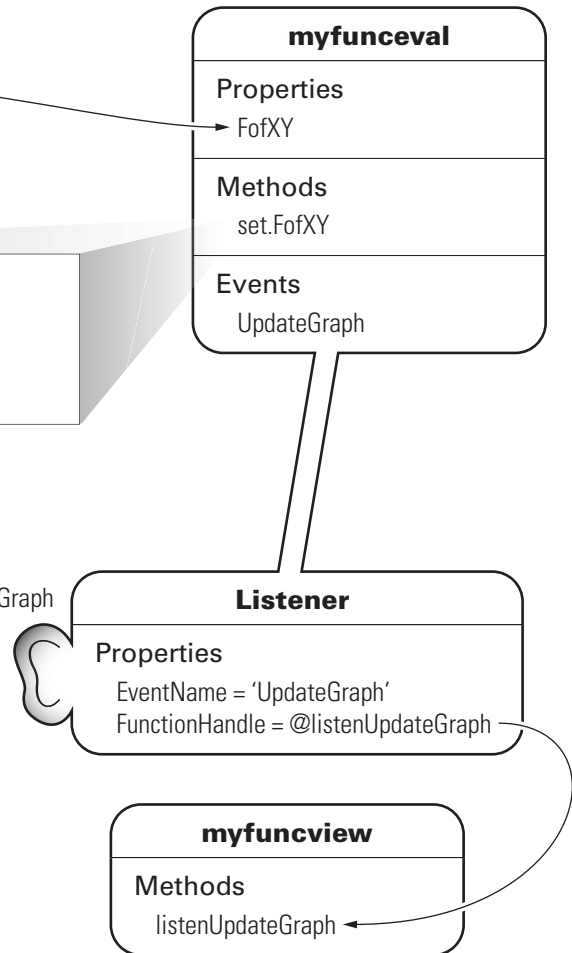 myfunceval
Properties
FofXY
Methods
set.FofXY
Events
UpdateGraph
Graph
Listener
Properties
EventName = ‘UpdateGraph’
FunctionHandle = @listenUpdateGraph
myfuncview
Methods
listenUpdateGraph